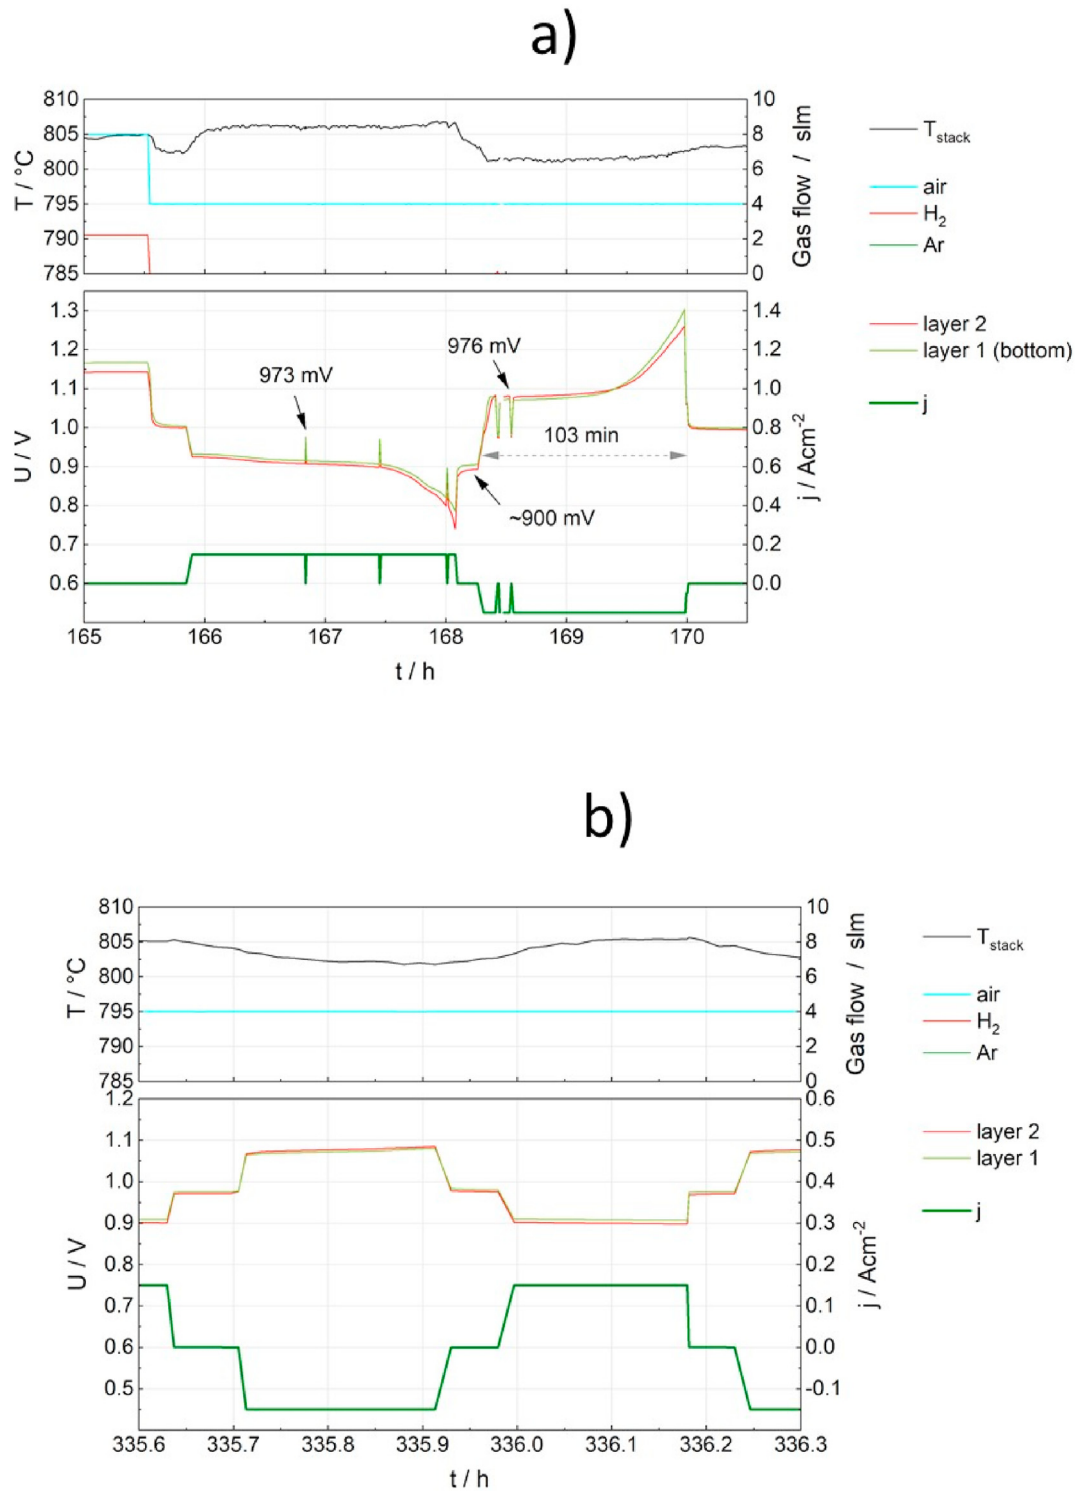 a)
810
805
800
795
790
785
T / °C
10
8
6
4
2
0
Gas flow / slm
T_stack
air
H₂
Ar
1.3
1.2
1.1
1.0
0.9
0.8
0.7
0.6
U / V
1.4
1.2
1.0
0.8
0.6
0.4
0.2
0.0
j / Acm⁻²
973 mV
976 mV
103 min
~900 mV
layer 2
layer 1 (bottom)
j
165 166 167 168 169 170
t / h
b)
810
805
800
795
790
785
T / °C
10
8
6
4
2
0
Gas flow / slm
T_stack
air
H₂
Ar
1.2
1.1
1.0
0.9
0.8
0.7
0.6
0.5
U / V
0.6
0.5
0.4
0.3
0.2
0.1
0.0
-0.1
j / Acm⁻²
layer 2
layer 1
j
335.6 335.7 335.8 335.9 336.0 336.1 336.2 336.3
t / h